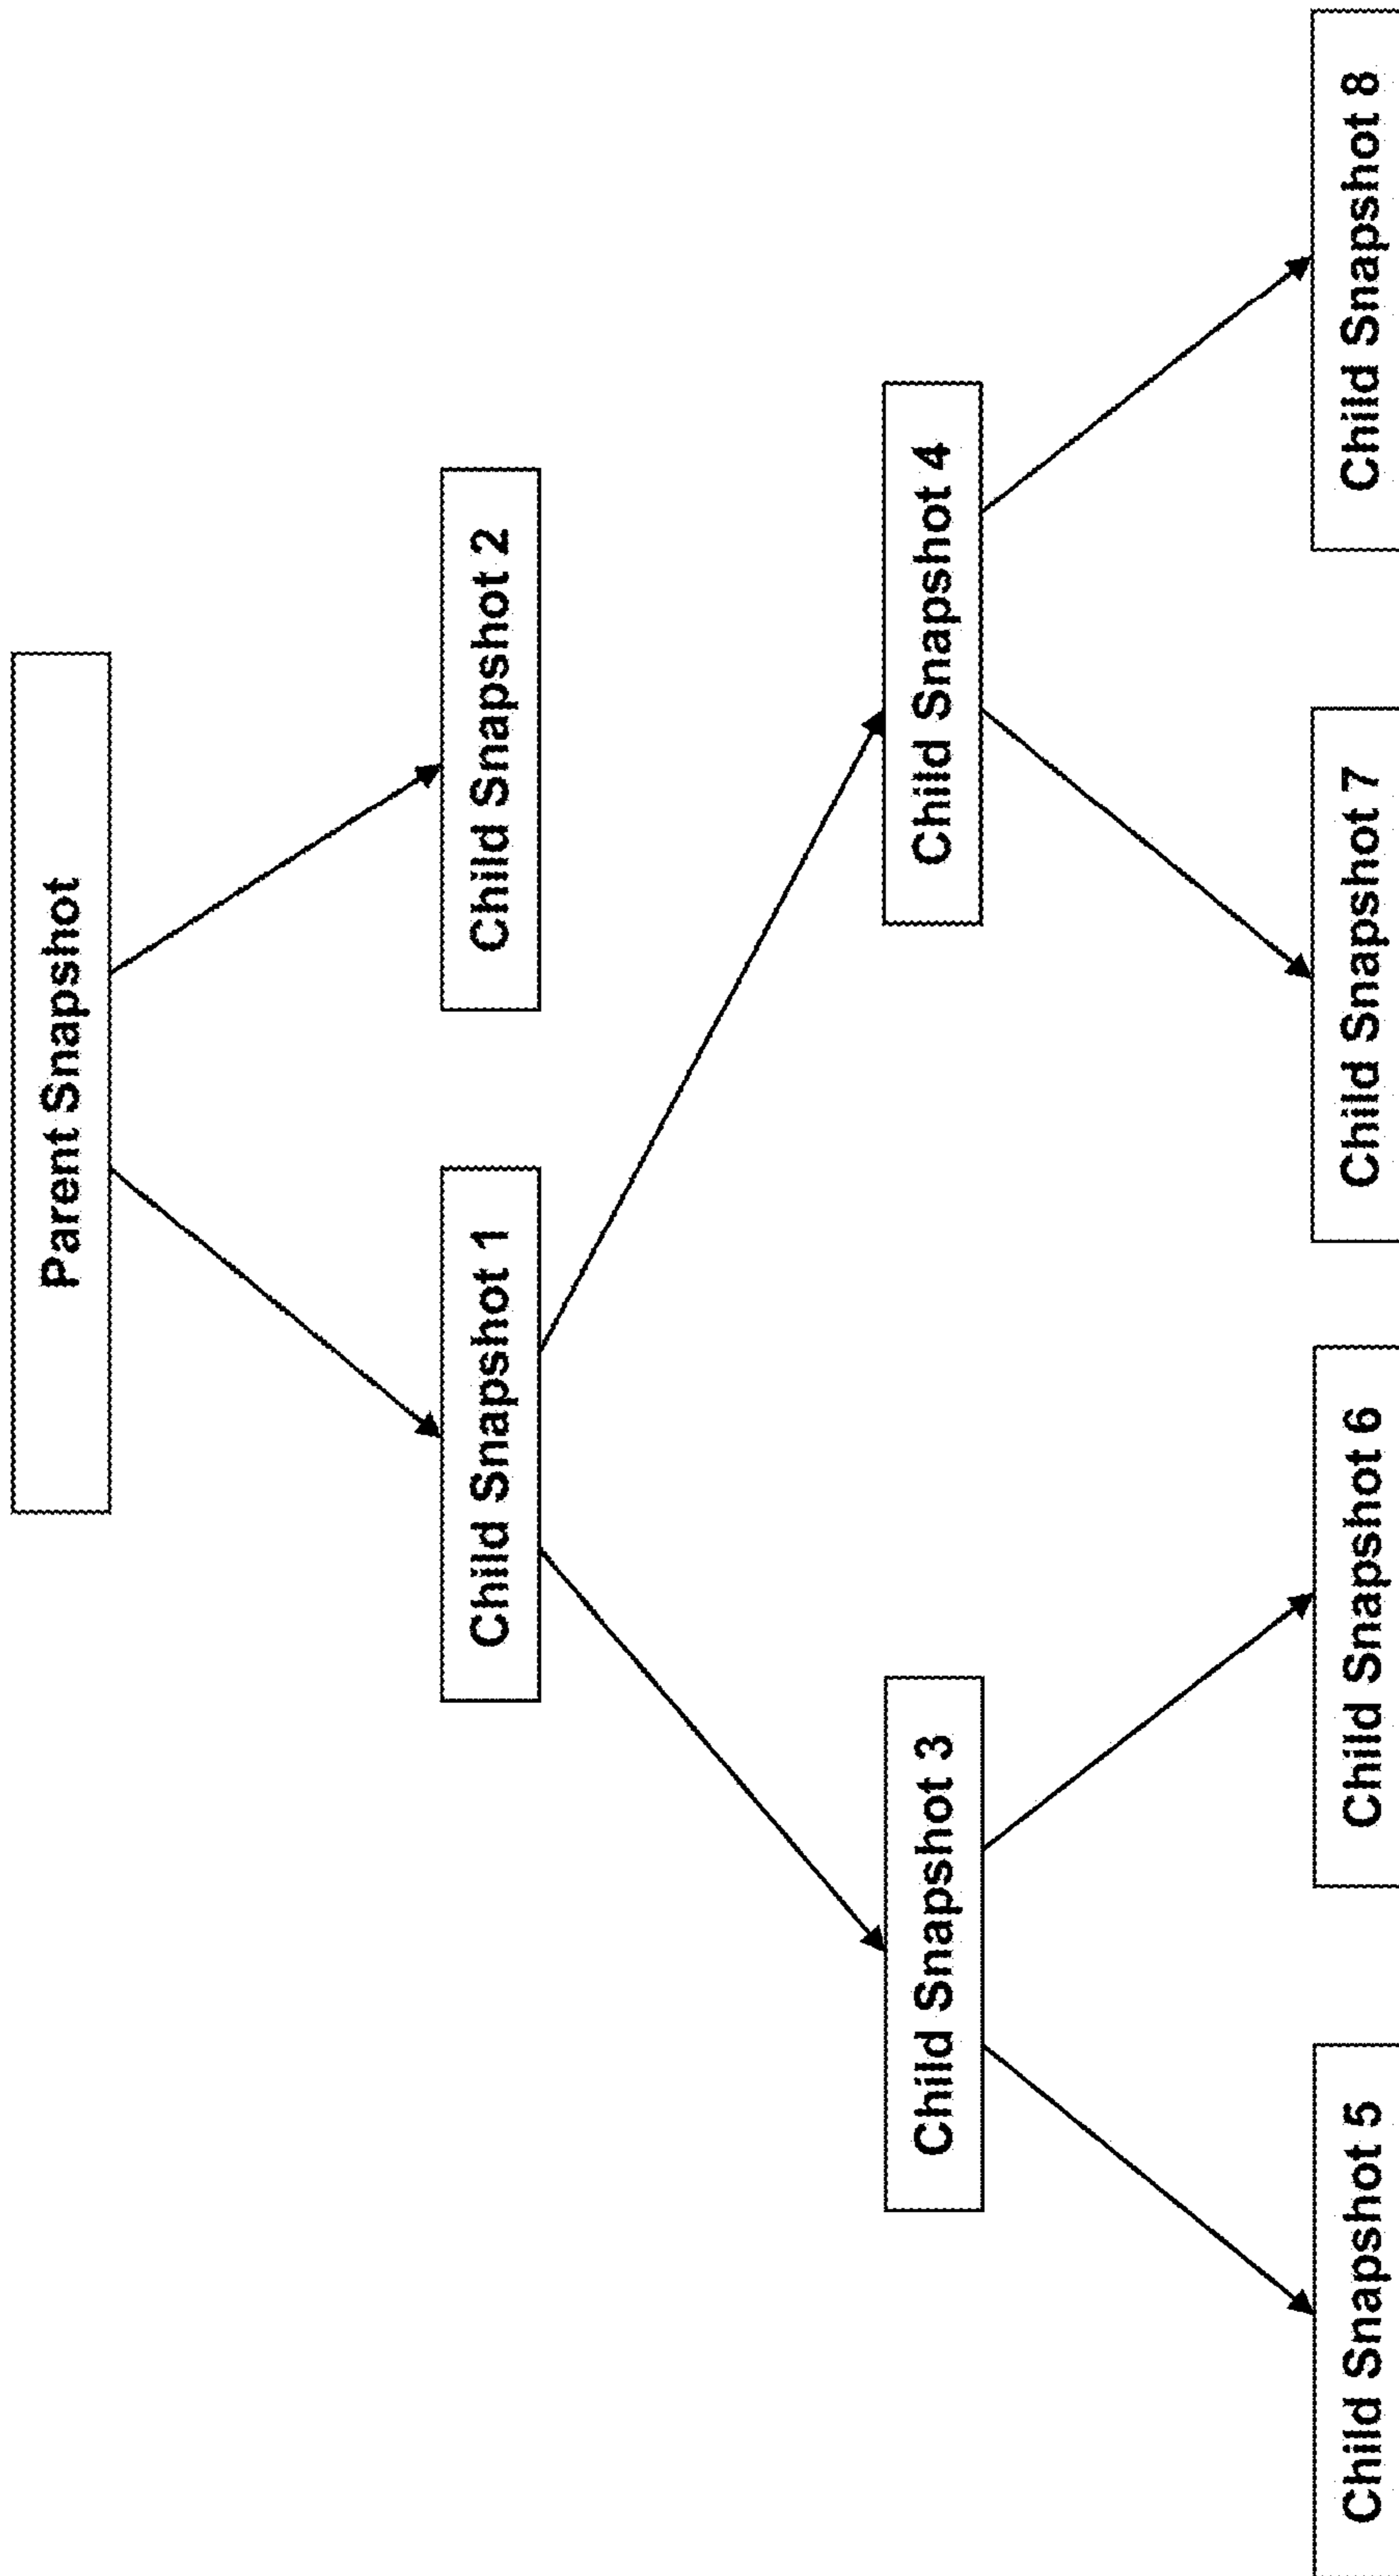 Parent Snapshot
Child Snapshot 1
Child Snapshot 2
Child Snapshot 3
Child Snapshot 4
Child Snapshot 5
Child Snapshot 6
Child Snapshot 7
Child Snapshot 8